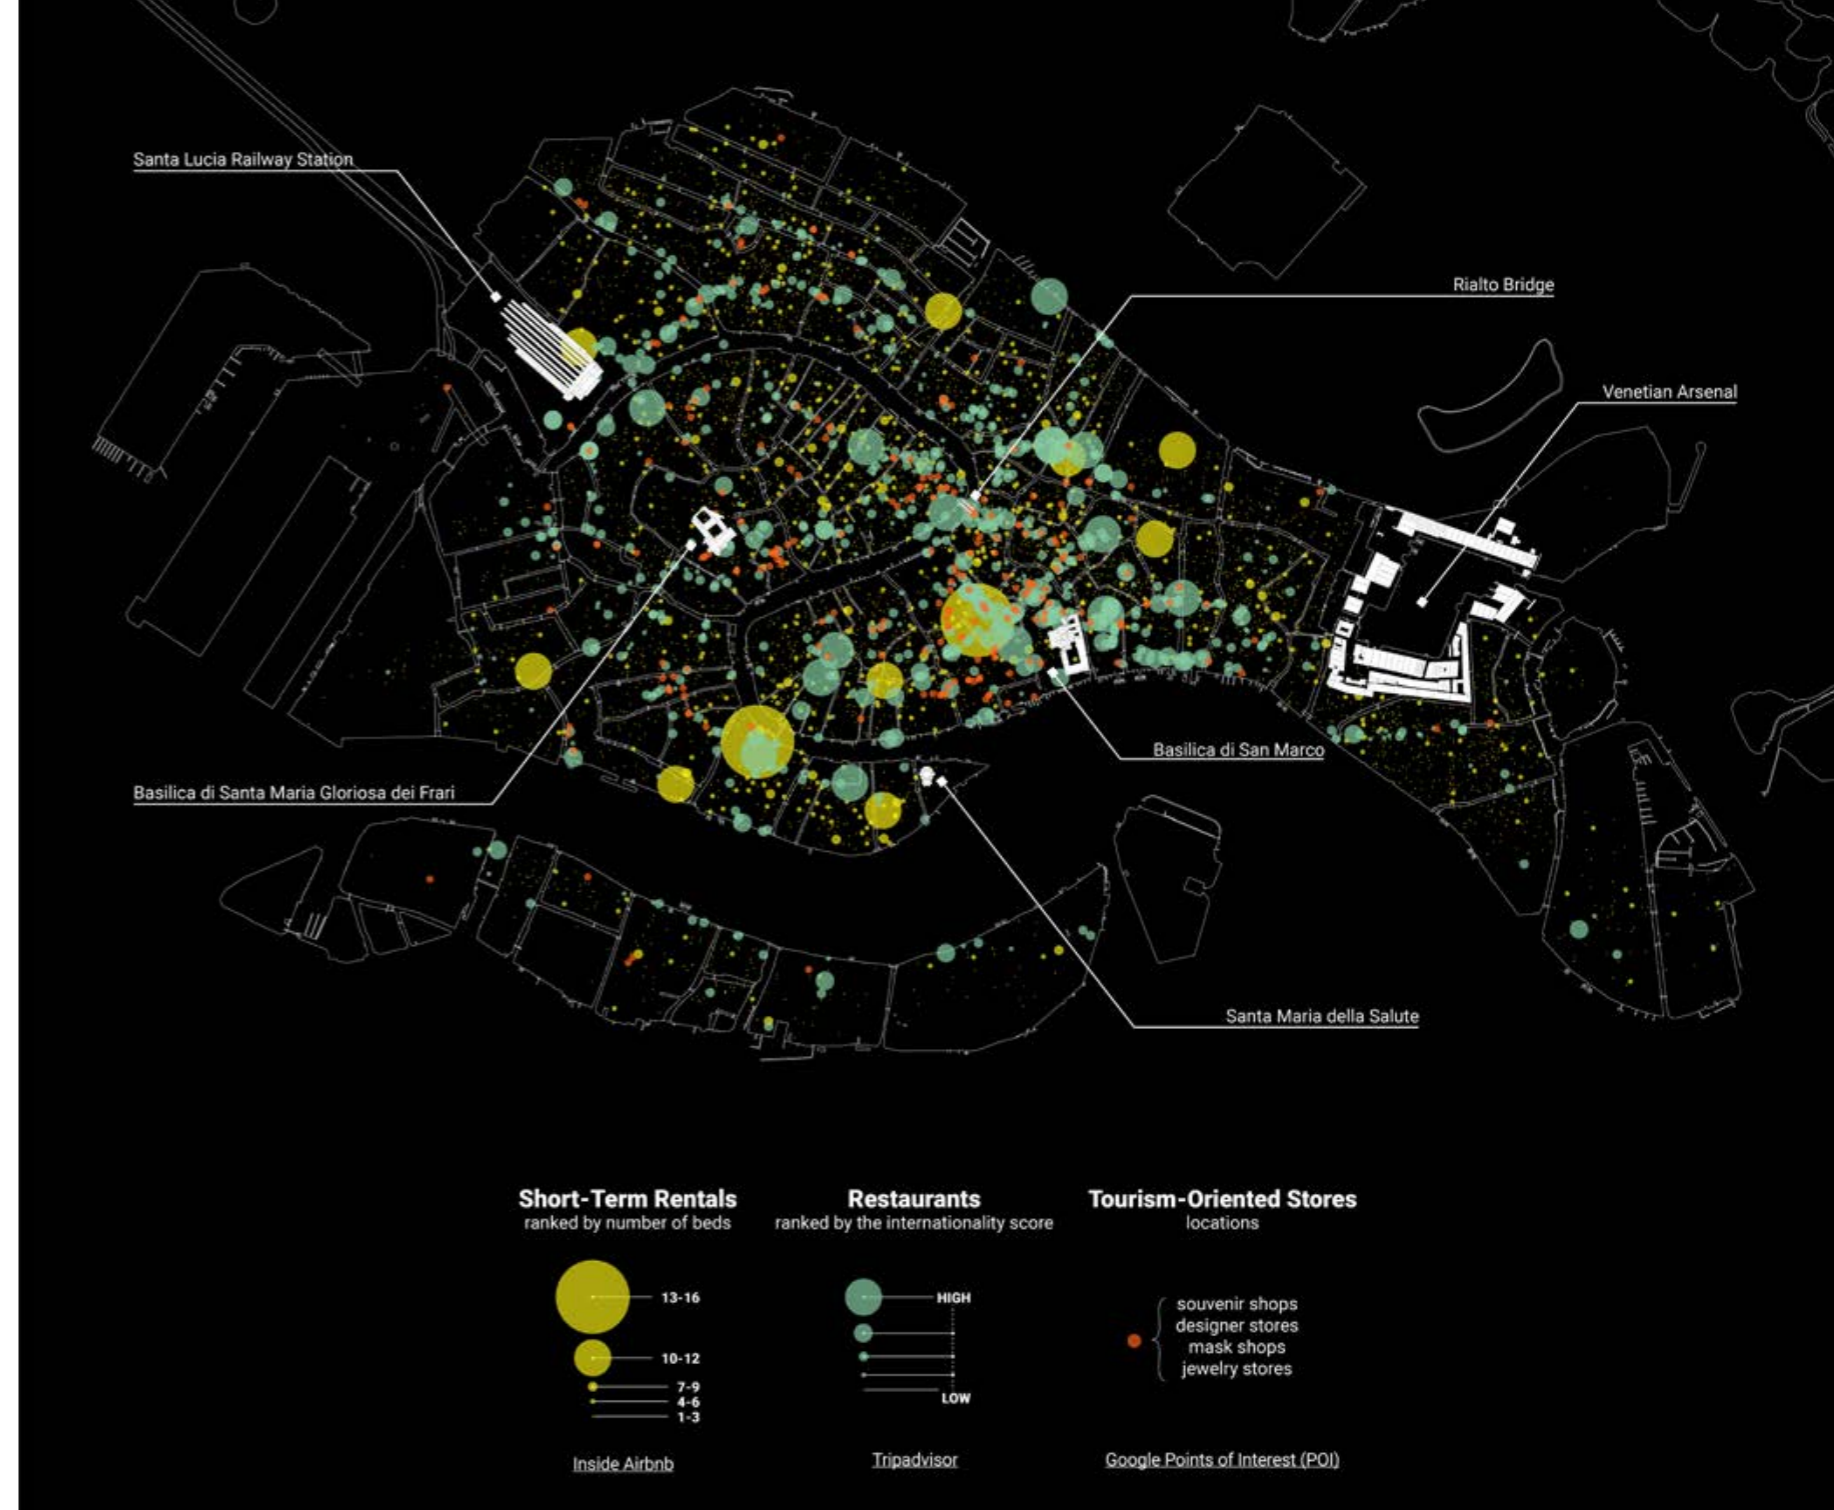 Santa Lucia Railway Station
Rialto Bridge
Venetian Arsenal
Basilica di San Marco
Basilica di Santa Maria Gloriosa dei Frari
Santa Maria della Salute
Short-Term Rentals
ranked by number of beds
13-16
10-12
7-9
4-6
1-3
Inside Airbnb
Restaurants
ranked by the internationality score
HIGH
LOW
Tripadvisor
Tourism-Oriented Stores
locations
souvenir shops
designer stores
mask shops
jewelry stores
Google Points of Interest (POI)